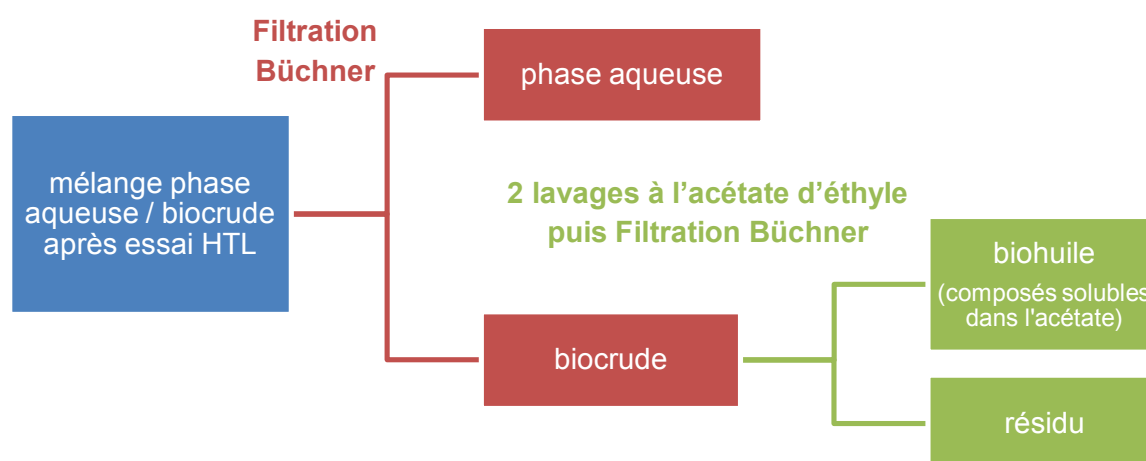 Filtration
Büchner
phase aqueuse
mélange phase
aqueuse / biocrude
après essai HTL
2 lavages à l'acétate d'éthyle
puis Filtration Büchner
biohuile
(composés solubles
dans l'acétate)
biocrude
résidu